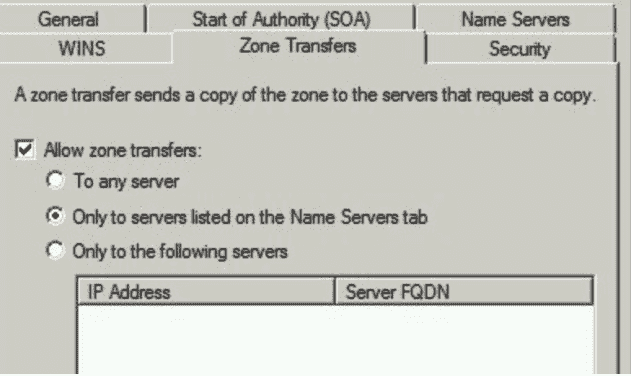 General Start of Authority (SOA) Name Servers
WINS Zone Transfers Security
A zone transfer sends a copy of the zone to the servers that request a copy.
Allow zone transfers:
To any server
Only to servers listed on the Name Servers tab
Only to the following servers
IP Address Server FQDN